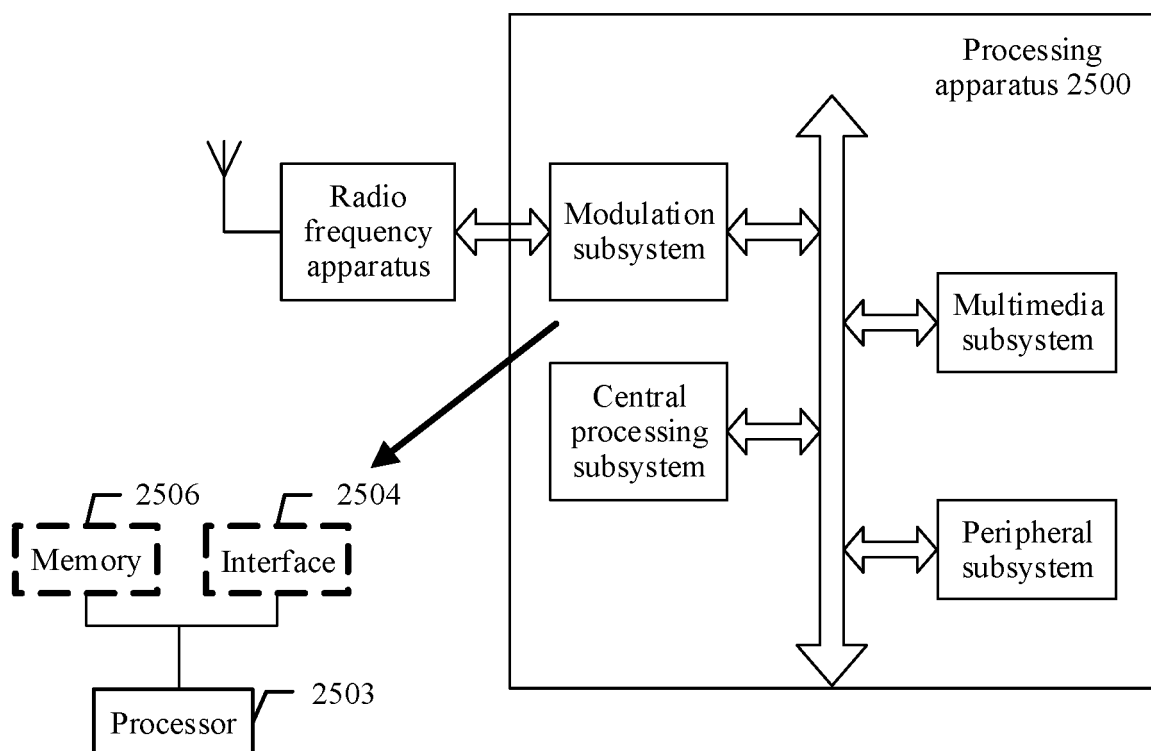 Processing
apparatus 2500
Radio
frequency
apparatus
Modulation
subsystem
Multimedia
subsystem
Central
processing
subsystem
2506
2504
Memory
Interface
Peripheral
subsystem
2503
Processor